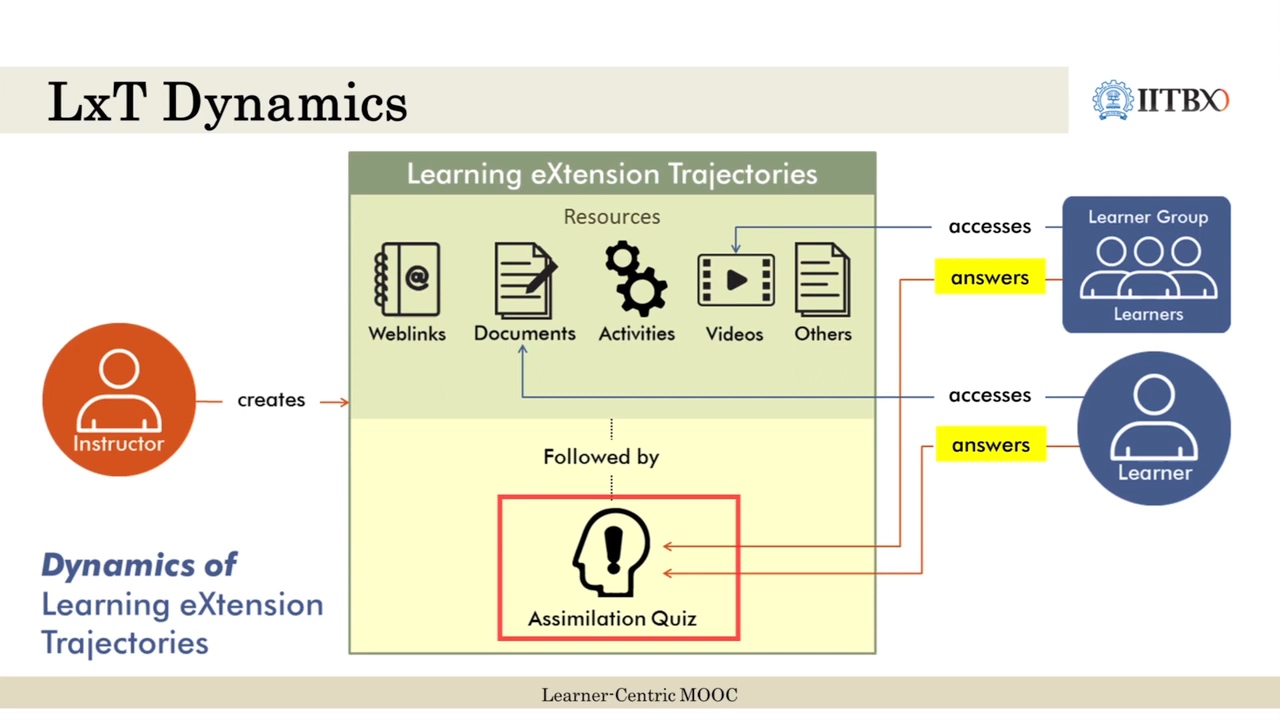 LxT Dynamics
IITBX
Learning eXtension Trajectories
Resources
Weblinks
Documents
Activities
Videos
Others
accesses
answers
Learner Group
Learners
Instructor
creates
accesses
answers
Learner
Followed by
Assimilation Quiz
Dynamics of
Learning eXtension
Trajectories
Learner-Centric MOOC